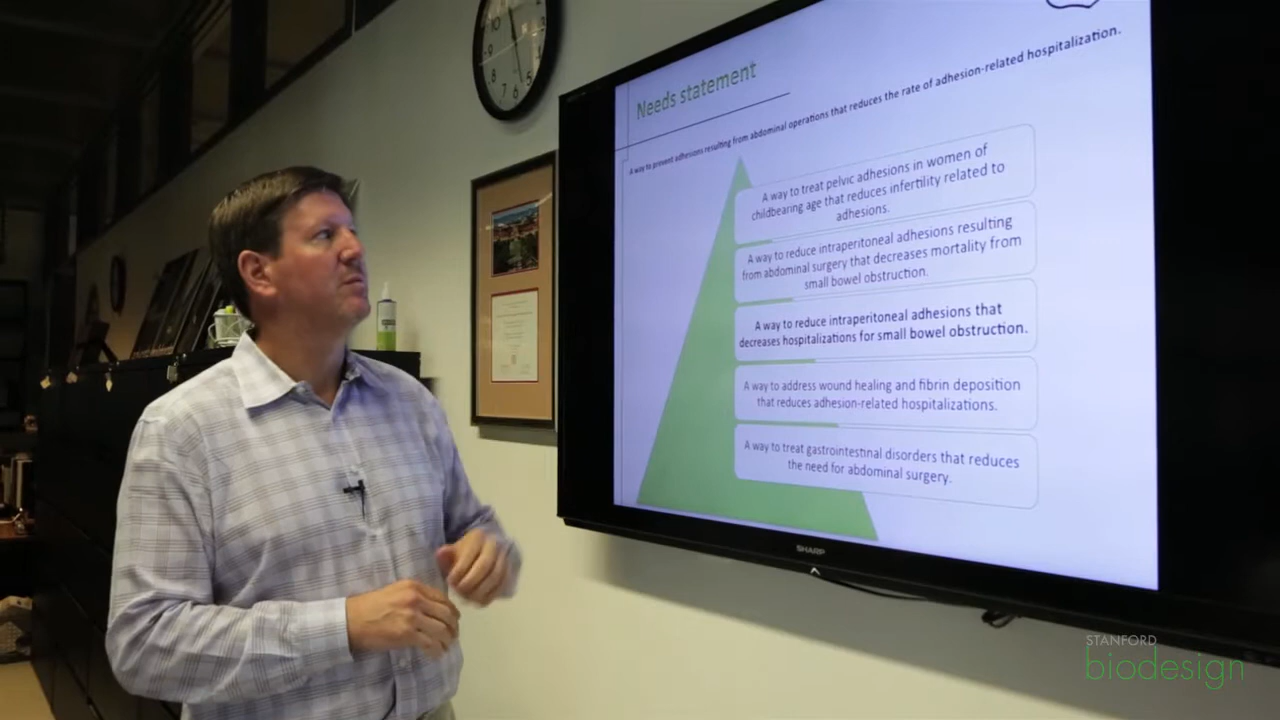 Needs statement
A way to prevent adhesions resulting from abdominal operations that reduces the rate of adhesion-related hospitalization.
A way to treat pelvic adhesions in women of
childbearing age that reduces infertility related to
adhesions.
A way to reduce intraperitoneal adhesions resulting
from abdominal surgery that decreases mortality from
small bowel obstruction.
A way to reduce intraperitoneal adhesions that
decreases hospitalizations for small bowel obstruction.
A way to address wound healing and fibrin deposition
that reduces adhesion-related hospitalizations.
A way to treat gastrointestinal disorders that reduces
the need for abdominal surgery.
SHARP
STANFORD
biodesign